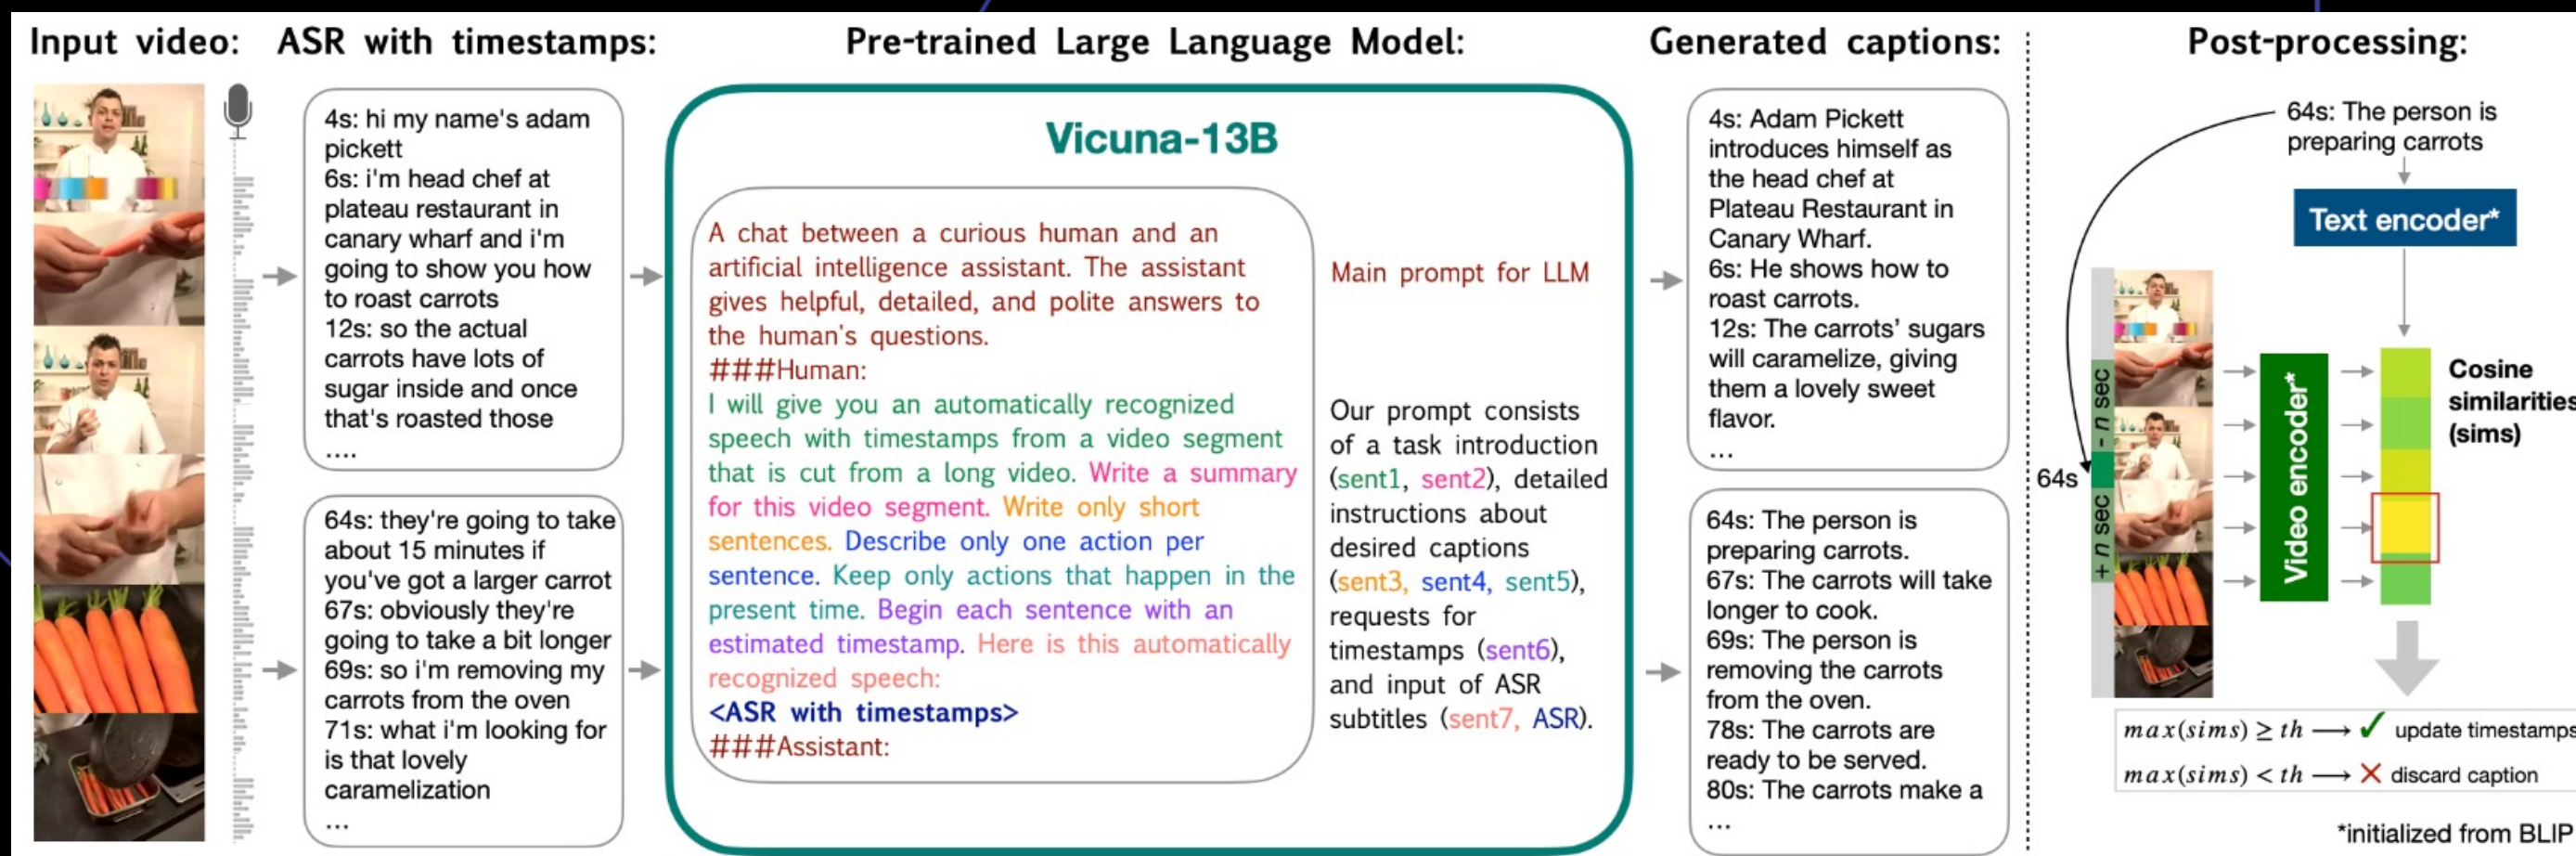 Input video:
ASR with timestamps:
Pre-trained Large Language Model:
Generated captions:
Post-processing:
4s: hi my name's adam
pickett
6s: i'm head chef at
plateau restaurant in
canary wharf and i'm
going to show you how
to roast carrots
12s: so the actual
carrots have lots of
sugar inside and once
that's roasted those
....
64s: they're going to take
about 15 minutes if
you've got a larger carrot
67s: obviously they're
going to take a bit longer
69s: so i'm removing my
carrots from the oven
71s: what i'm looking for
is that lovely
caramelization
...
Vicuna-13B
A chat between a curious human and an
artificial intelligence assistant. The assistant
gives helpful, detailed, and polite answers to
the human's questions.
###Human:
I will give you an automatically recognized
speech with timestamps from a video segment
that is cut from a long video. Write a summary
for this video segment. Write only short
sentences. Describe only one action per
sentence. Keep only actions that happen in the
present time. Begin each sentence with an
estimated timestamp. Here is this automatically
recognized speech:
<ASR with timestamps>
###Assistant:
Main prompt for LLM
Our prompt consists
of a task introduction
(sent1, sent2), detailed
instructions about
desired captions
(sent3, sent4, sent5),
requests for
timestamps (sent6),
and input of ASR
subtitles (sent7, ASR).
4s: Adam Pickett
introduces himself as
the head chef at
Plateau Restaurant in
Canary Wharf.
6s: He shows how to
roast carrots.
12s: The carrots' sugars
will caramelize, giving
them a lovely sweet
flavor.
...
64s: The person is
preparing carrots.
67s: The carrots will take
longer to cook.
69s: The person is
removing the carrots
from the oven.
78s: The carrots are
ready to be served.
80s: The carrots make a
...
64s: The person is
preparing carrots
Text encoder*
- n sec
64s
+ n sec
Video encoder*
Cosine
similarities
(sims)
max(sims) ≥ th ⟶ ✓ update timestamps
max(sims) < th ⟶ ✕ discard caption
*initialized from BLIP